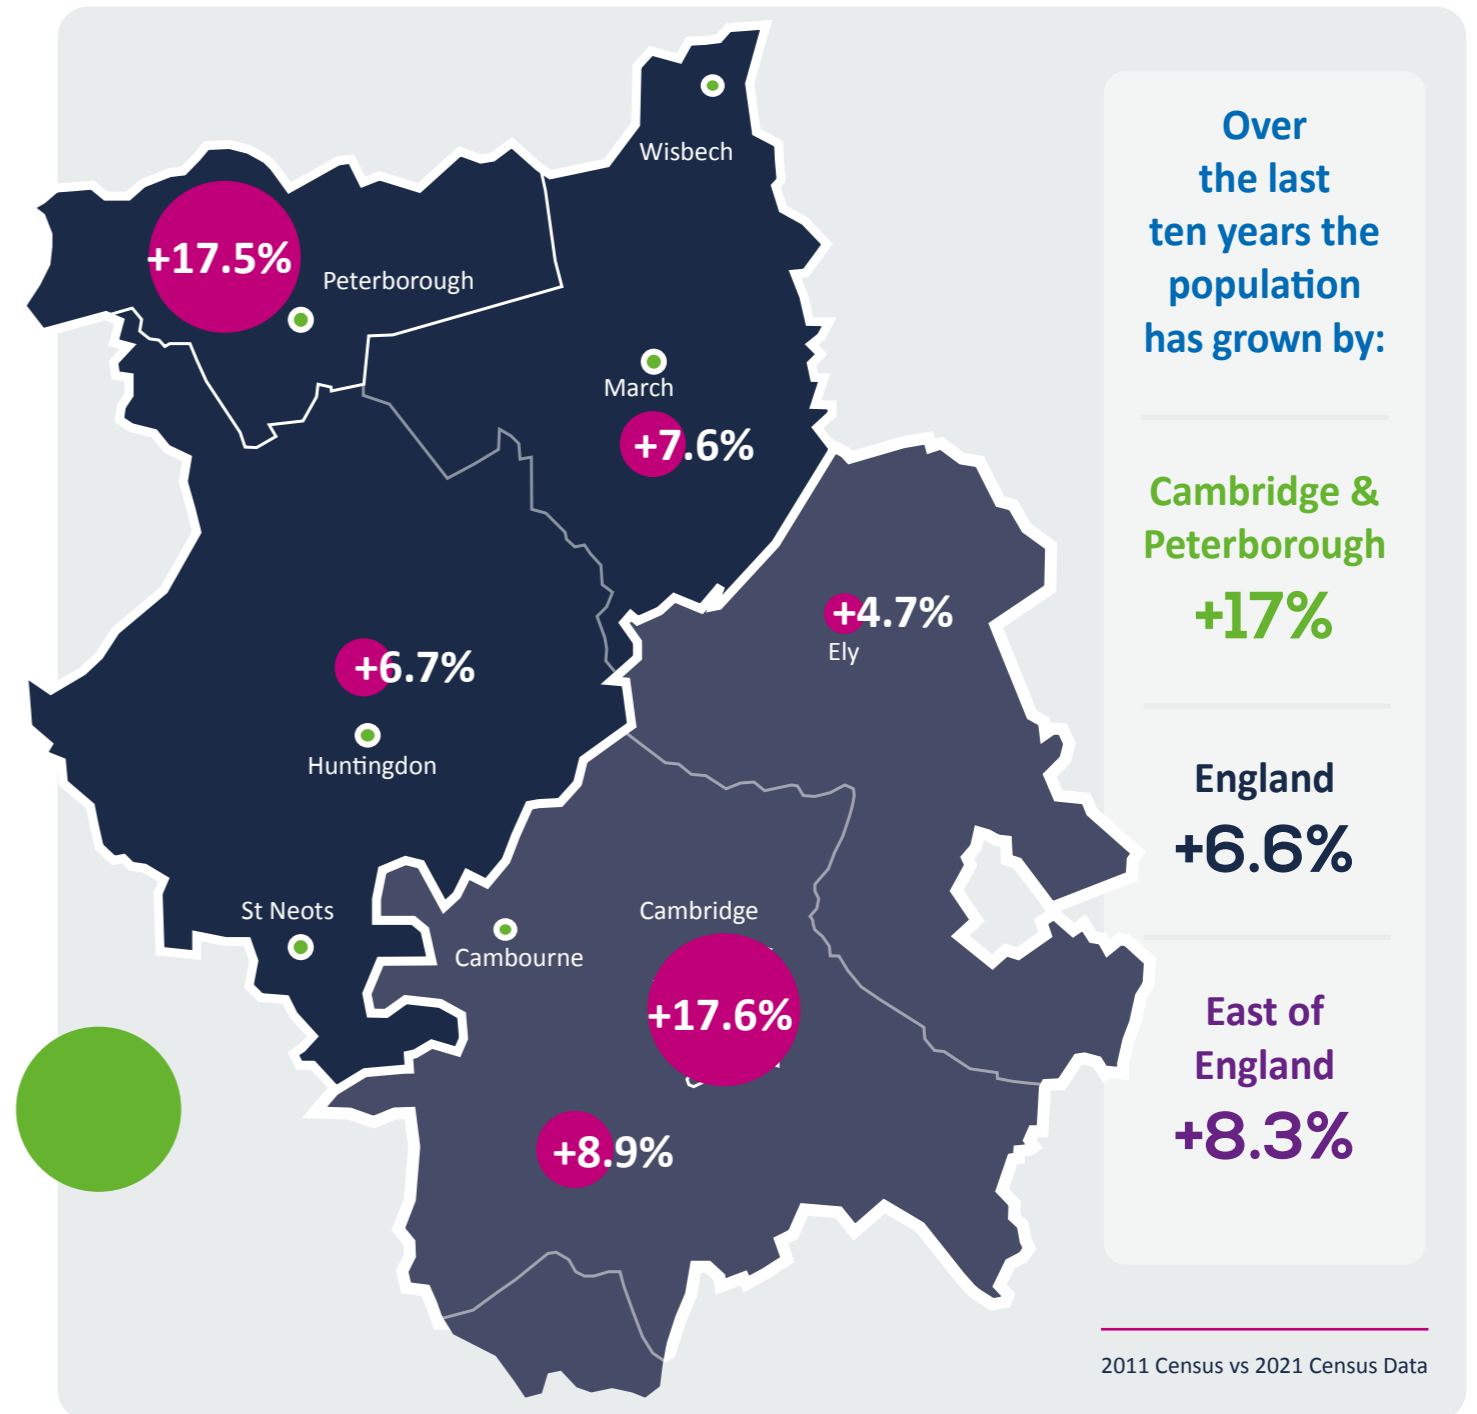 Wisbech
+17.5%
Peterborough
March
+7.6%
+4.7%
Ely
+6.7%
Huntingdon
St Neots
Cambourne
Cambridge
+17.6%
+8.9%
Over
the last
ten years the
population
has grown by:
Cambridge &
Peterborough
+17%
England
+6.6%
East of
England
+8.3%
2011 Census vs 2021 Census Data